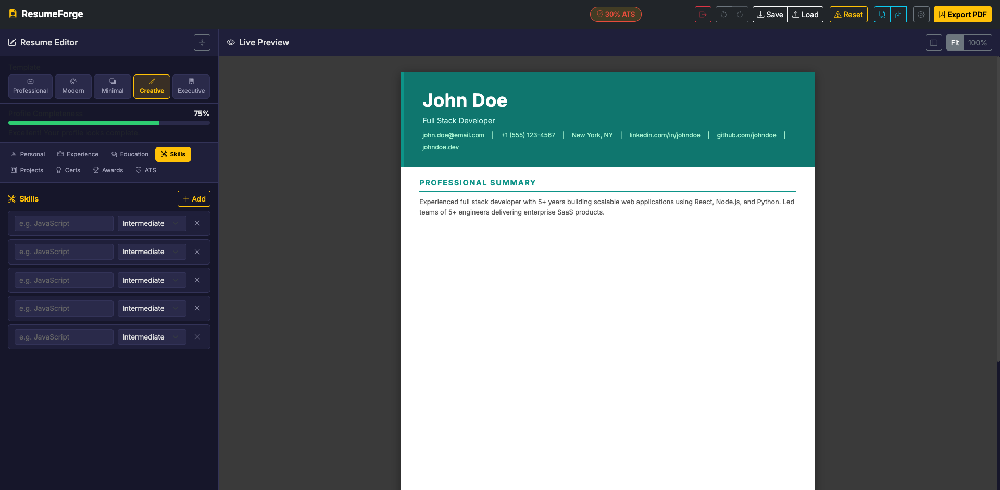 ResumeForge
30% ATS
Save
Load
Reset
JSON
Export PDF
Resume Editor
Live Preview
Fit
100%
Template
Professional
Modern
Minimal
Creative
Executive
Profile Completeness
75%
Excellent! Your profile looks complete.
Personal
Experience
Education
Skills
Projects
Certs
Awards
ATS
Skills
+ Add
e.g. JavaScript
Intermediate
e.g. JavaScript
Intermediate
e.g. JavaScript
Intermediate
e.g. JavaScript
Intermediate
e.g. JavaScript
Intermediate
John Doe
Full Stack Developer
john.doe@email.com | +1 (555) 123-4567 | New York, NY | linkedin.com/in/johndoe | github.com/johndoe |
johndoe.dev
PROFESSIONAL SUMMARY
Experienced full stack developer with 5+ years building scalable web applications using React, Node.js, and Python. Led
teams of 5+ engineers delivering enterprise SaaS products.